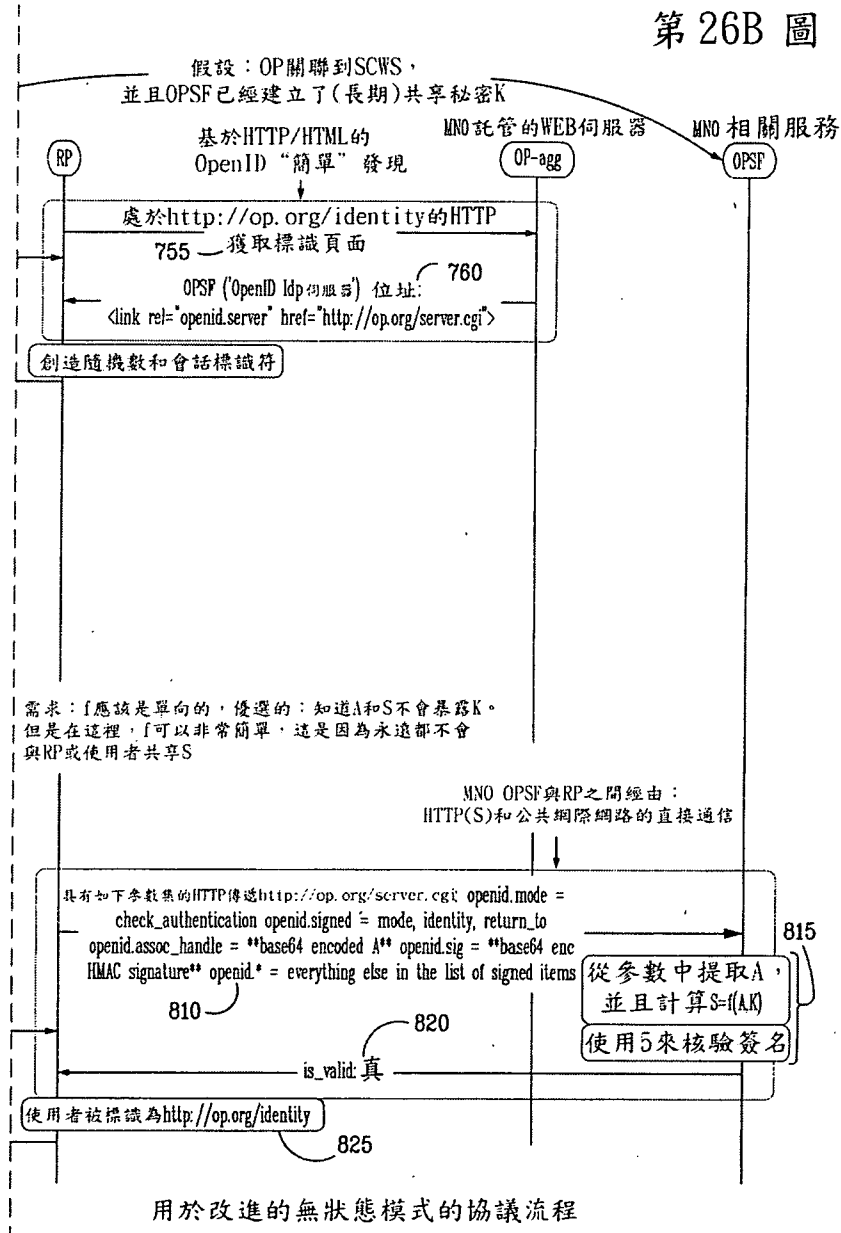 第 26B 圖
假設：OP關聯到SCWS，
並且OPSF已經建立了(長期)共享秘密K
基於HTTP/HTML的
OpenID “簡單” 發現
MNO託管的WEB伺服器
MNO 相關服務
RP
OP-agg
OPSF
處於http://op.org/identity的HTTP
755 獲取標識頁面
760
OPSF ('OpenID Idp伺服器') 位址:
<link rel="openid.server" href="http://op.org/server.cgi">
創造隨機數和會話標識符
需求：f應該是單向的，優選的：知道A和S不會暴露K。
但是在這裡，f可以非常簡單，這是因為永遠都不會
與RP或使用者共享S
MNO OPSF與RP之間經由：
HTTP(S)和公共網際網路的直接通信
具有如下參數集的HTTP傳遞http://op.org/server.cgi; openid.mode =
check_authentication openid.signed = mode, identity, return_to
openid.assoc_handle = **base64 encoded A** openid.sig = **base64 enc
HMAC signature** openid.* = everything else in the list of signed items
810
815
從參數中提取A，
並且計算S=f(A,K)
使用S來核驗簽名
820
is_valid: 真
使用者被標識為http://op.org/identity
825
用於改進的無狀態模式的協議流程